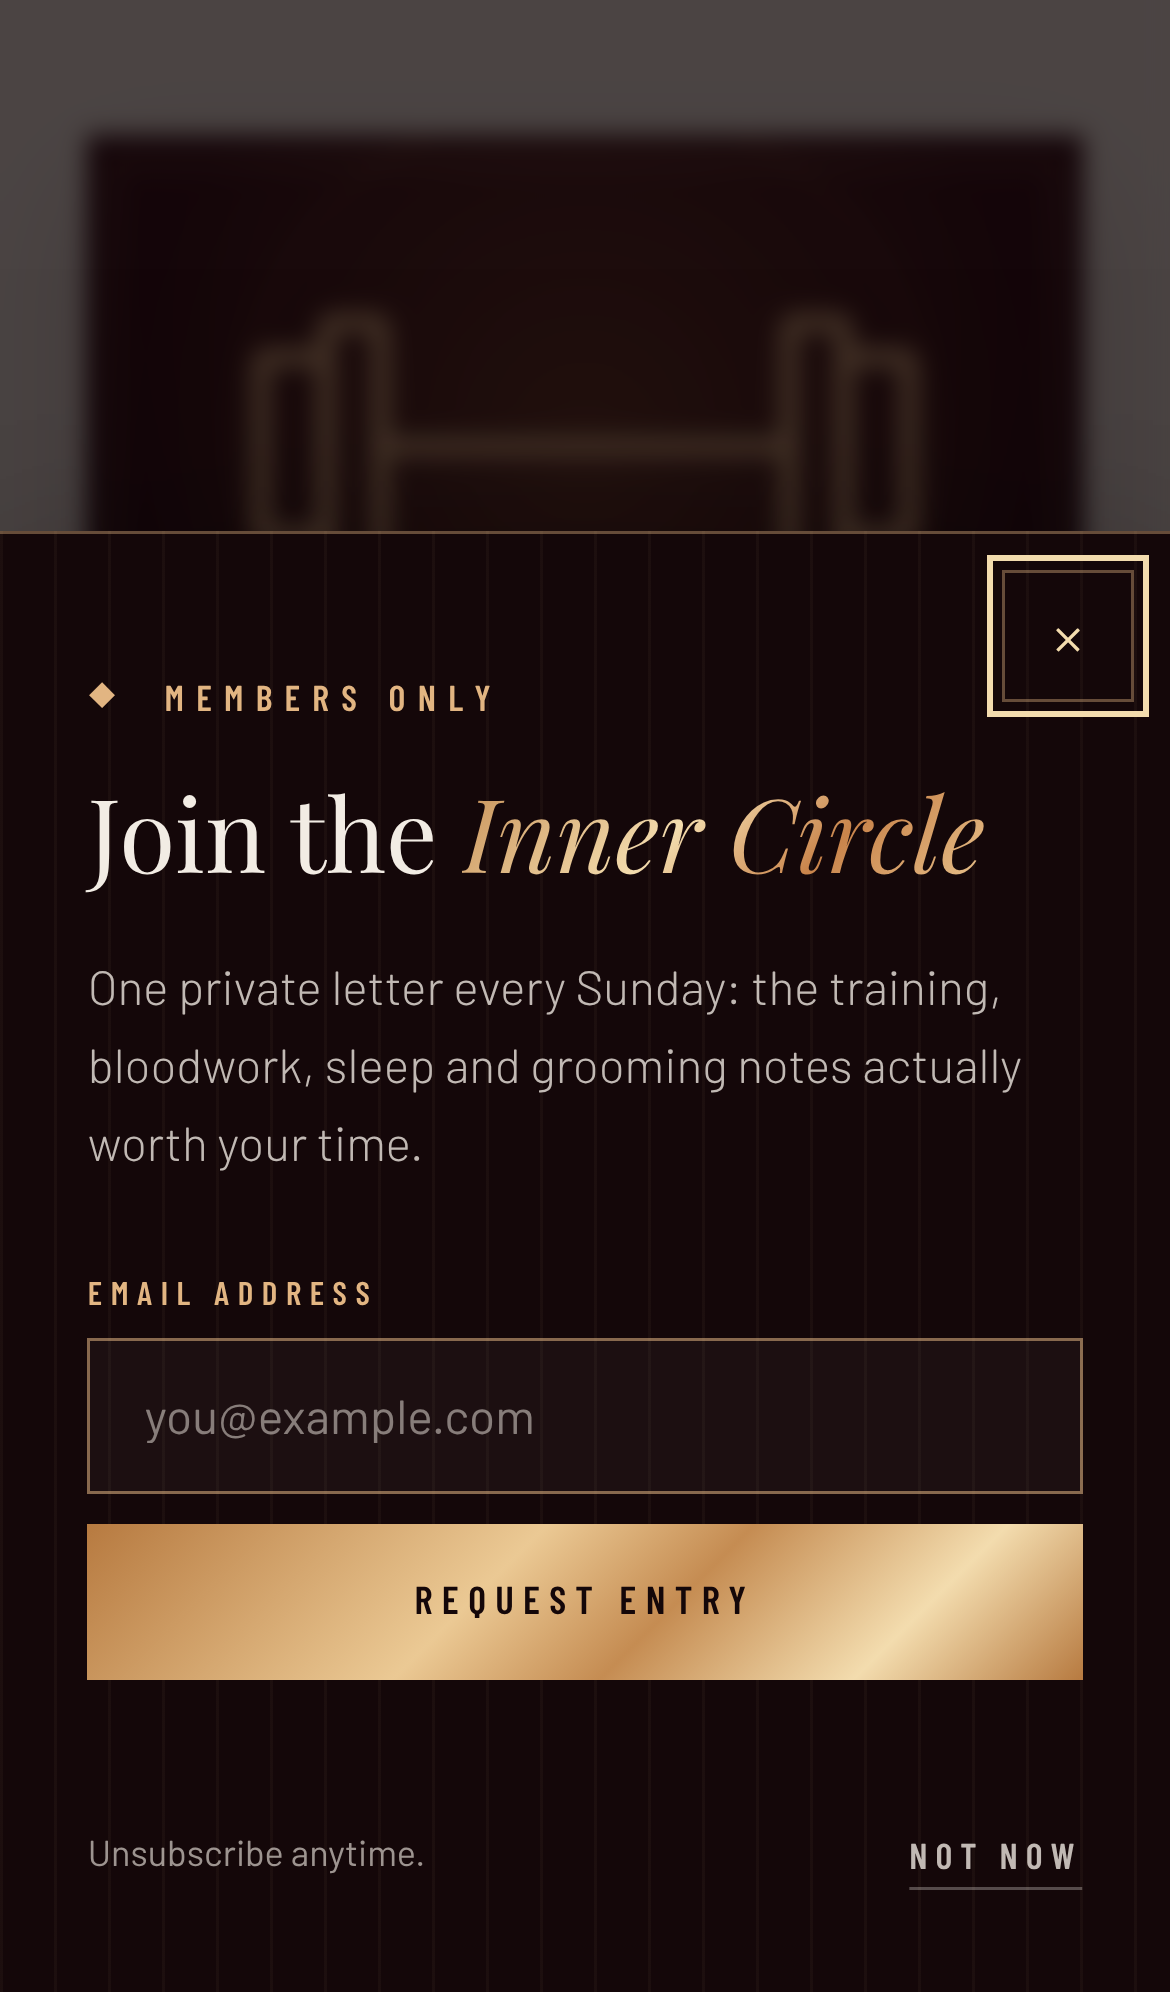 MEMBERS ONLY
Join the Inner Circle
One private letter every Sunday: the training,
bloodwork, sleep and grooming notes actually
worth your time.
EMAIL ADDRESS
you@example.com
REQUEST ENTRY
Unsubscribe anytime.
NOT NOW